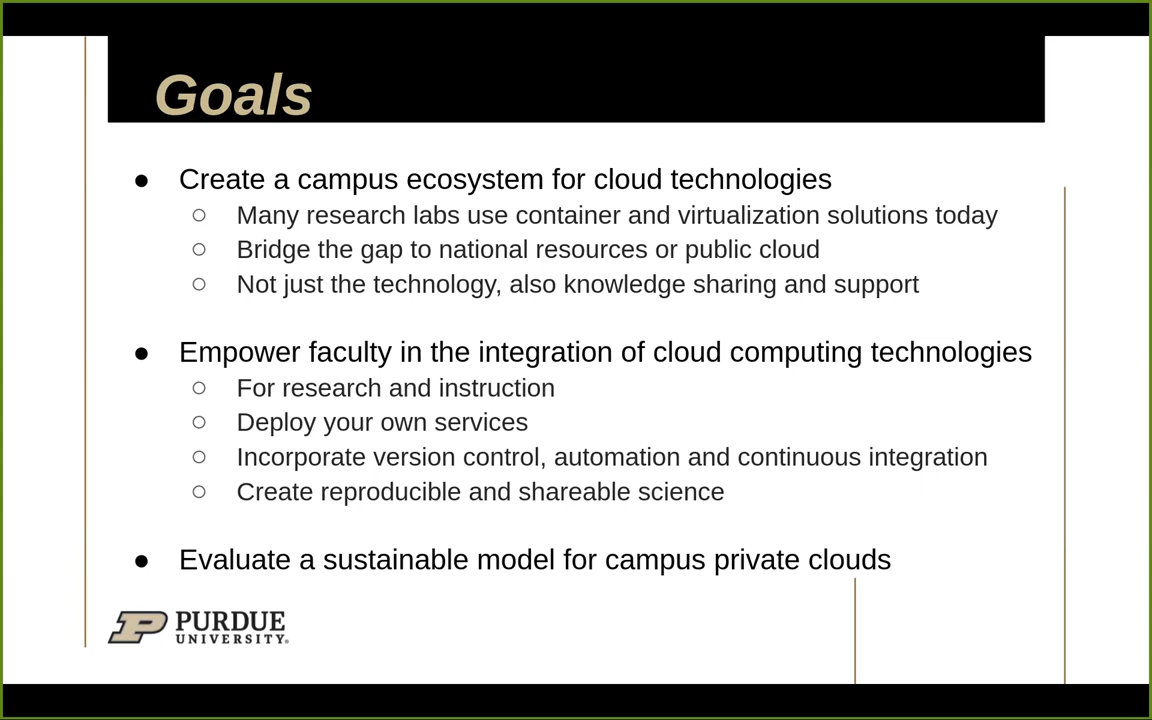 Goals
● Create a campus ecosystem for cloud technologies
○ Many research labs use container and virtualization solutions today
○ Bridge the gap to national resources or public cloud
○ Not just the technology, also knowledge sharing and support
● Empower faculty in the integration of cloud computing technologies
○ For research and instruction
○ Deploy your own services
○ Incorporate version control, automation and continuous integration
○ Create reproducible and shareable science
● Evaluate a sustainable model for campus private clouds
P PURDUE
UNIVERSITY.